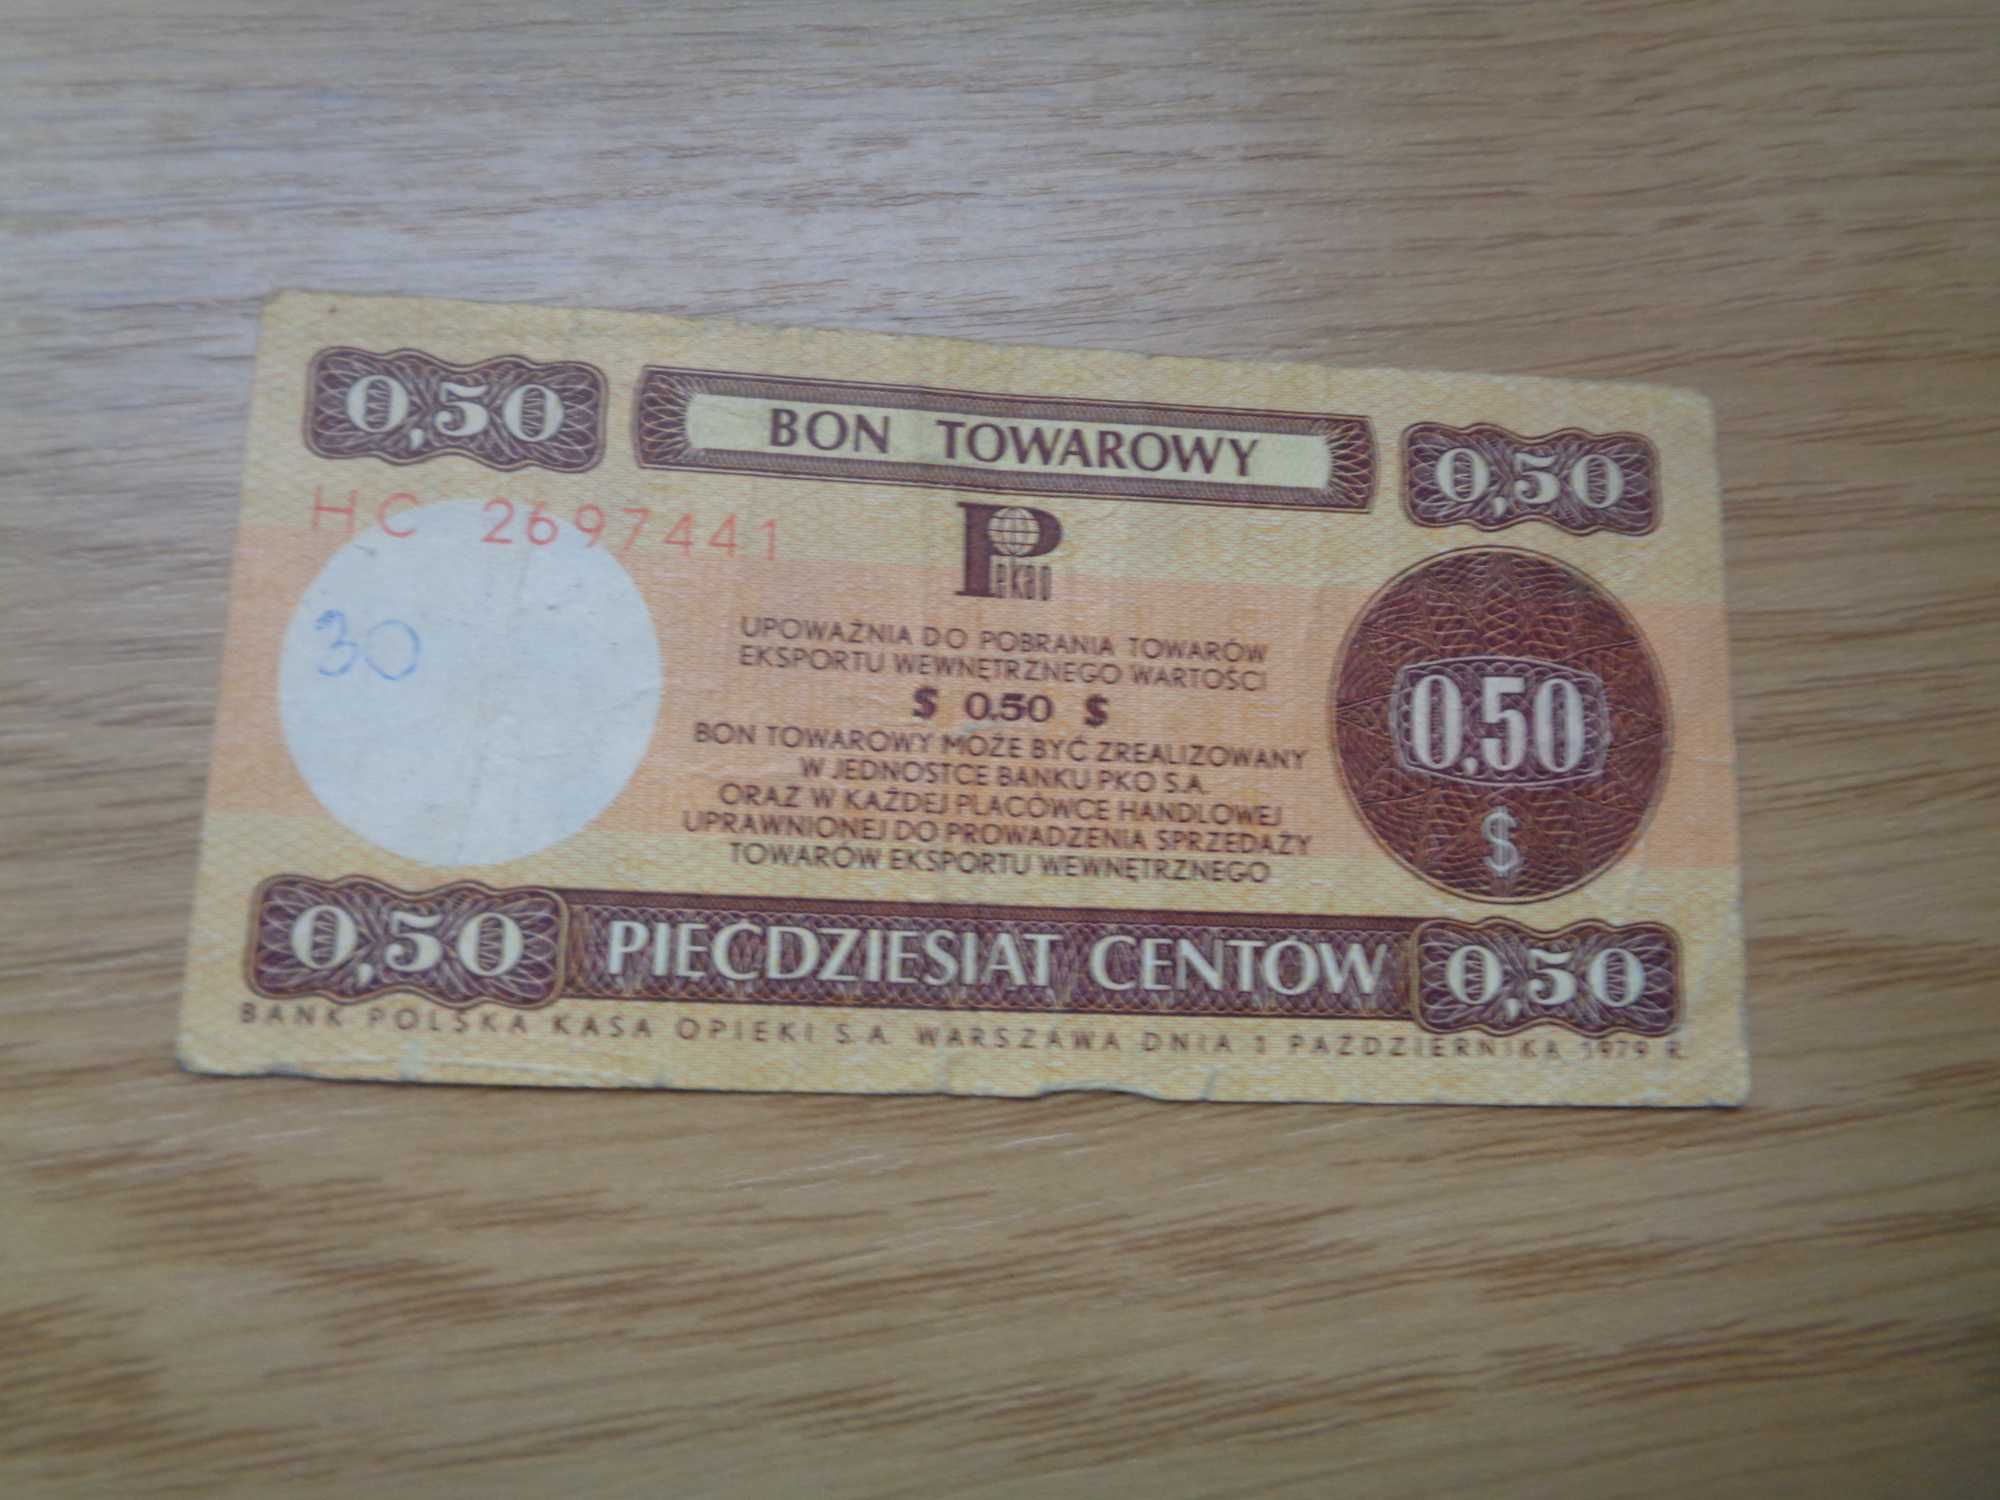 0,50 BON TOWAROWY 0,50
HC 2697441
Pekao
UPOWAŻNIA DO POBRANIA TOWARÓW
EKSPORTU WEWNĘTRZNEGO WARTOŚCI
$ 0.50 $
BON TOWAROWY MOŻE BYĆ ZREALIZOWANY
W JEDNOSTCE BANKU PKO S.A.
ORAZ W KAŻDEJ PLACÓWCE HANDLOWEJ
UPRAWNIONEJ DO PROWADZENIA SPRZEDAŻY
TOWARÓW EKSPORTU WEWNĘTRZNEGO
30
0,50
$
0,50 PIĘĆDZIESIĄT CENTÓW 0,50
BANK POLSKA KASA OPIEKI S.A. WARSZAWA DNIA 1 PAŹDZIERNIKA 1979 R.